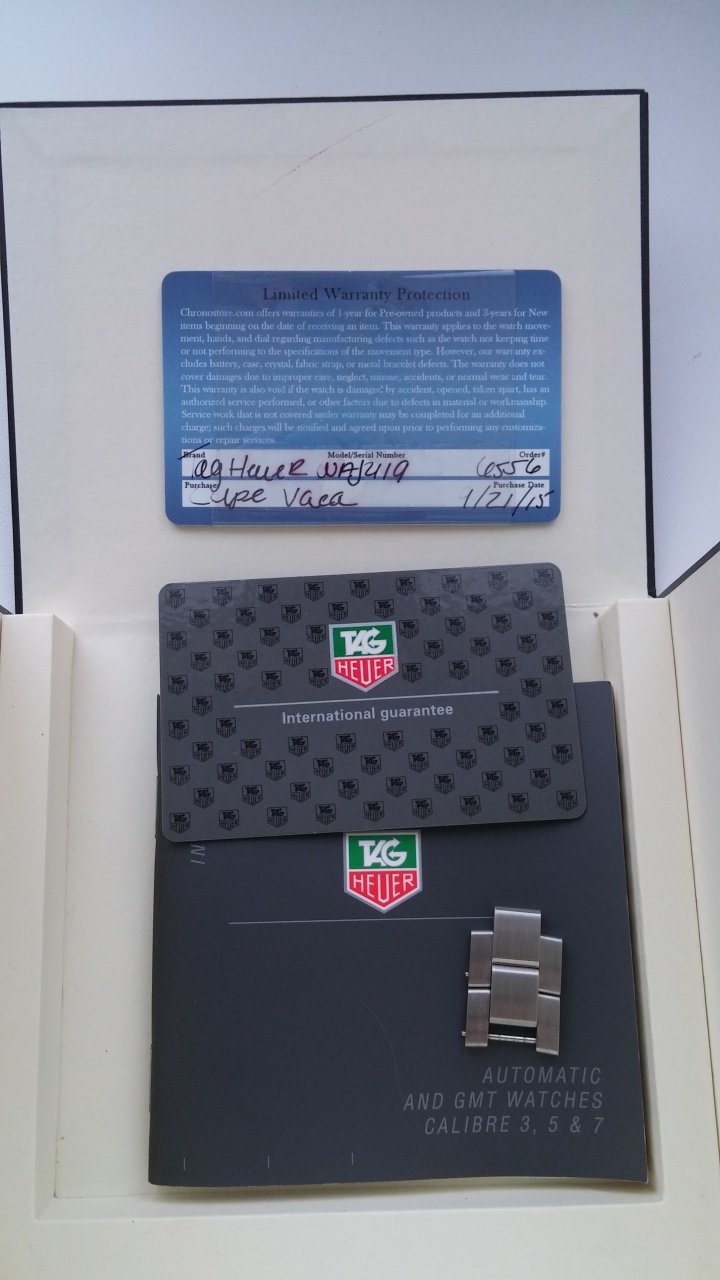 Limited Warranty Protection
Chronostore.com offers warranties of 1-year for Pre-owned products and 3-years for New
items beginning on the date of receiving an item. This warranty applies to the watch move-
ment, hands, and dial regarding manufacturing defects such as the watch not keeping time
or not performing to the specifications of the movement type. However, our warranty ex-
cludes battery, case, crystal, fabric strap, or metal bracelet defects. The warranty does not
cover damages due to improper care, neglect, misuse, accidents, or normal wear and tear.
This warranty is also void if the watch is damaged by accident, opened, taken apart, has an
authorized service performed, or other factors due to defects in material or workmanship.
Service work that is not covered under warranty may be completed for an additional
charge; such charges will be notified and agreed upon prior to performing any customiza-
tions or repair services.
Brand Model/Serial Number Order#
Tag Heuer WAJ2119 6556
Purchase Date
Vaca 1/21/15
TAG
HEUER
International guarantee
IN
TAG
HEUER
AUTOMATIC
AND GMT WATCHES
CALIBRE 3, 5 & 7